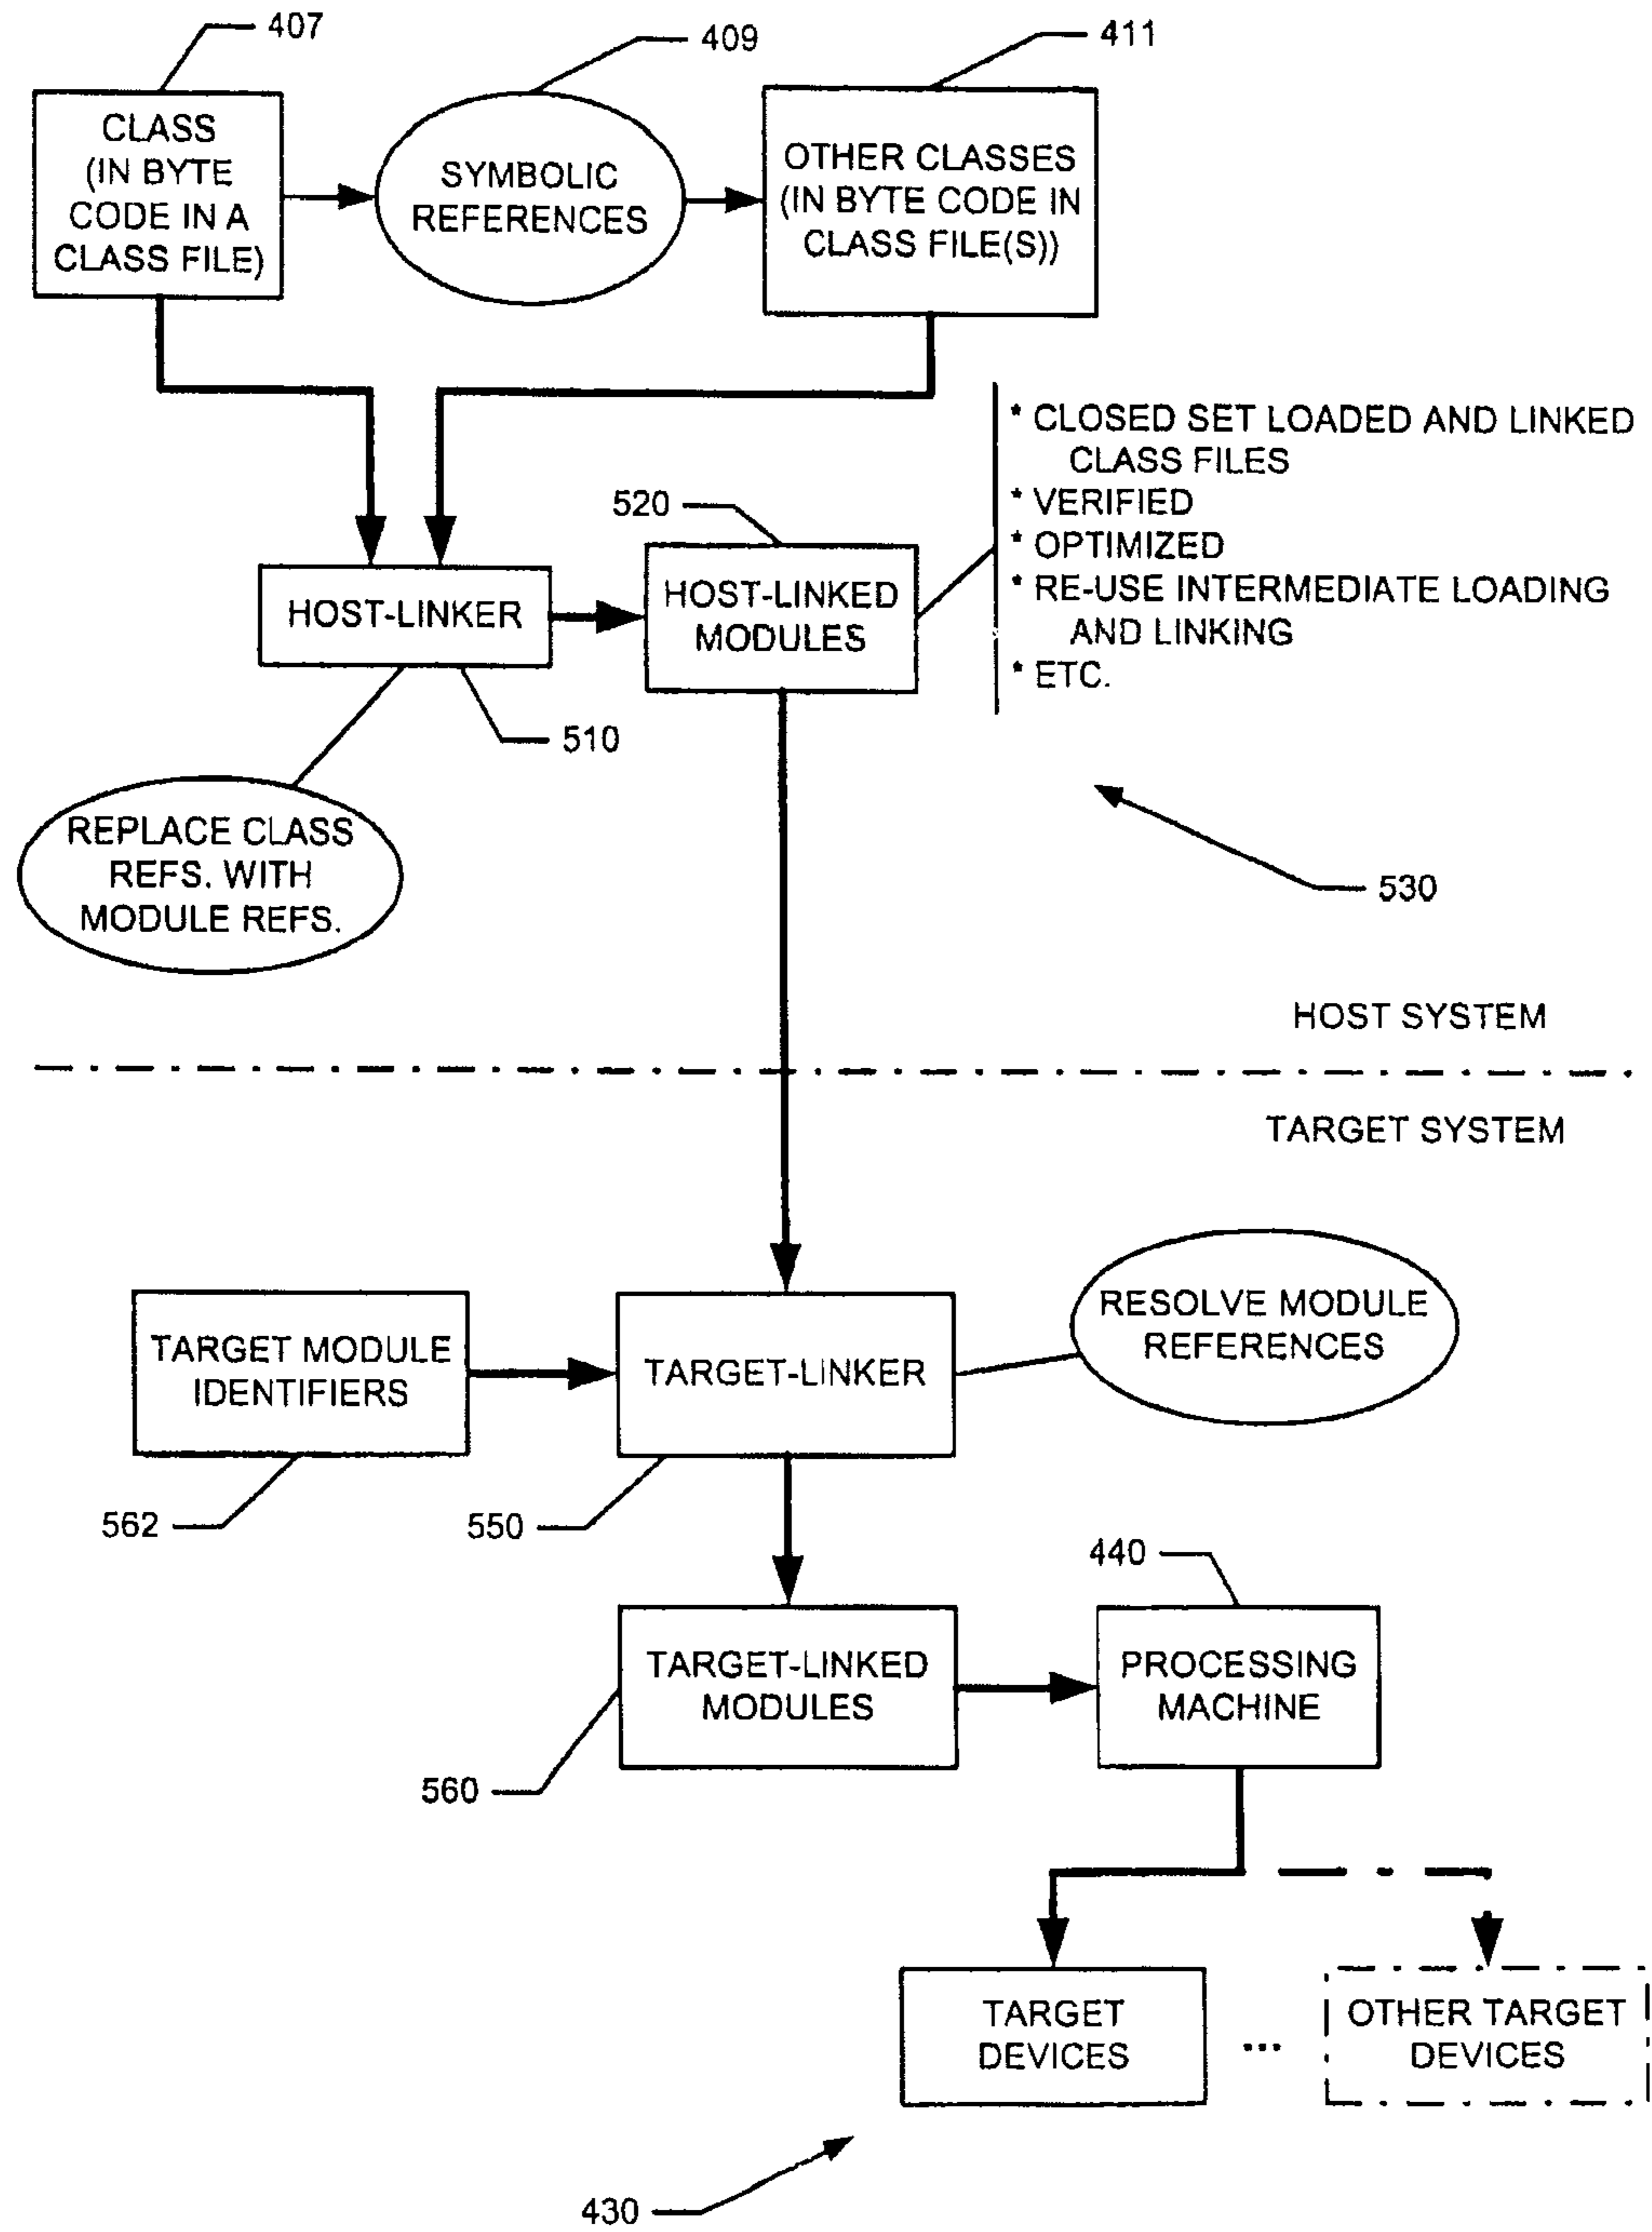 407
409
411
CLASS
(IN BYTE
CODE IN A
CLASS FILE)
SYMBOLIC
REFERENCES
OTHER CLASSES
(IN BYTE CODE IN
CLASS FILE(S))
* CLOSED SET LOADED AND LINKED
CLASS FILES
* VERIFIED
* OPTIMIZED
* RE-USE INTERMEDIATE LOADING
AND LINKING
* ETC.
520
HOST-LINKER
HOST-LINKED
MODULES
510
REPLACE CLASS
REFS. WITH
MODULE REFS.
530
HOST SYSTEM
TARGET SYSTEM
TARGET MODULE
IDENTIFIERS
TARGET-LINKER
RESOLVE MODULE
REFERENCES
562
550
440
TARGET-LINKED
MODULES
PROCESSING
MACHINE
560
TARGET
DEVICES
...
OTHER TARGET
DEVICES
430